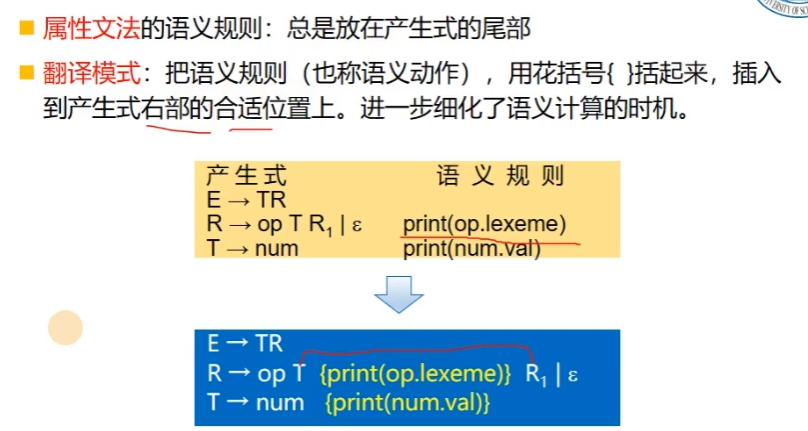 属性文法的语义规则：总是放在产生式的尾部
翻译模式：把语义规则（也称语义动作），用花括号{ }括起来，插入
到产生式右部的合适位置上。进一步细化了语义计算的时机。
产生式 语义规则
E → TR
R → op T R₁ | ε print(op.lexeme)
T → num print(num.val)
E → TR
R → op T {print(op.lexeme)} R₁ | ε
T → num {print(num.val)}